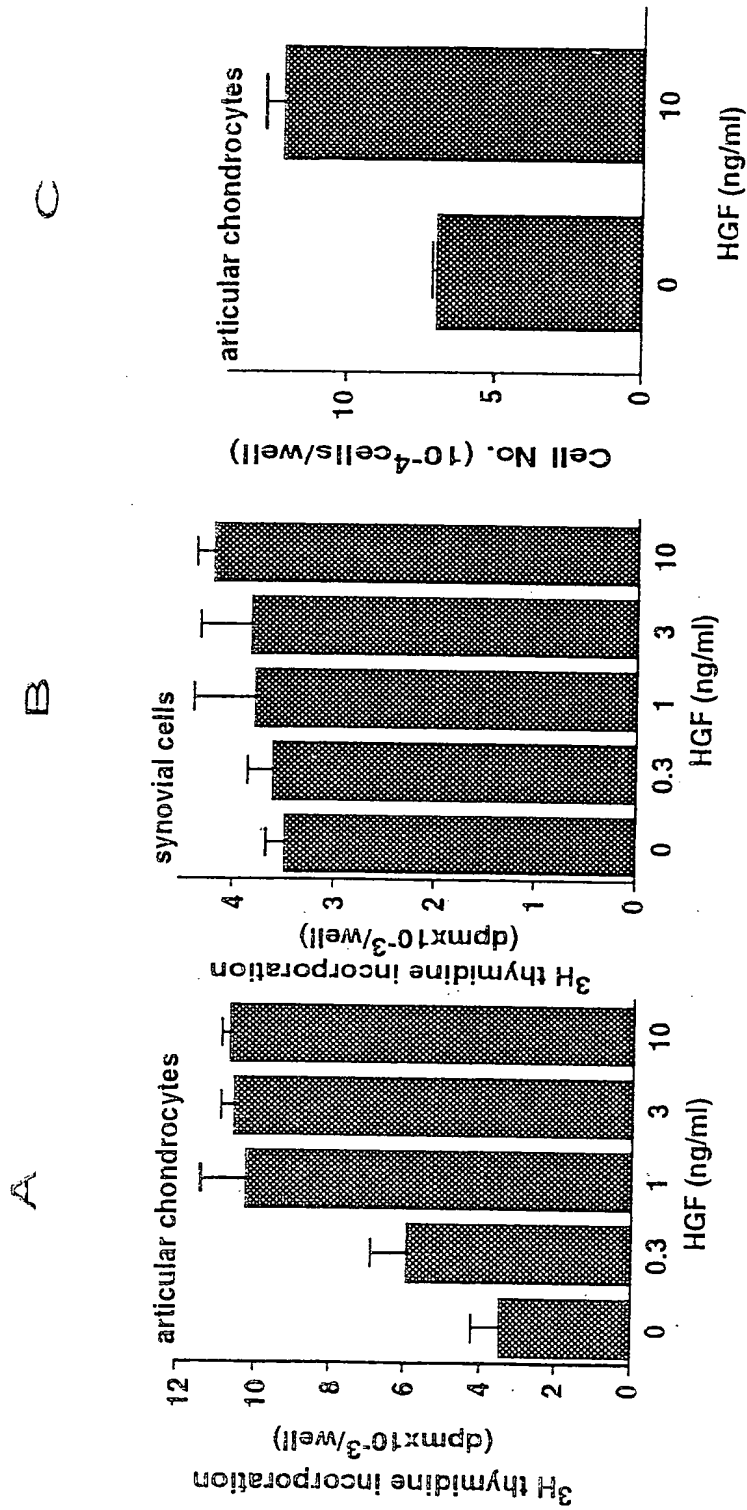 A
articular chondrocytes
³H thymidine incorporation
(dpmx10⁻³/well)
12
10
8
6
4
2
0
0 0.3 1 3 10
HGF (ng/ml)
B
synovial cells
³H thymidine incorporation
(dpmx10⁻³/well)
4
3
2
1
0
0 0.3 1 3 10
HGF (ng/ml)
C
articular chondrocytes
Cell No. (10⁻⁴cells/well)
10
5
0
0 10
HGF (ng/ml)